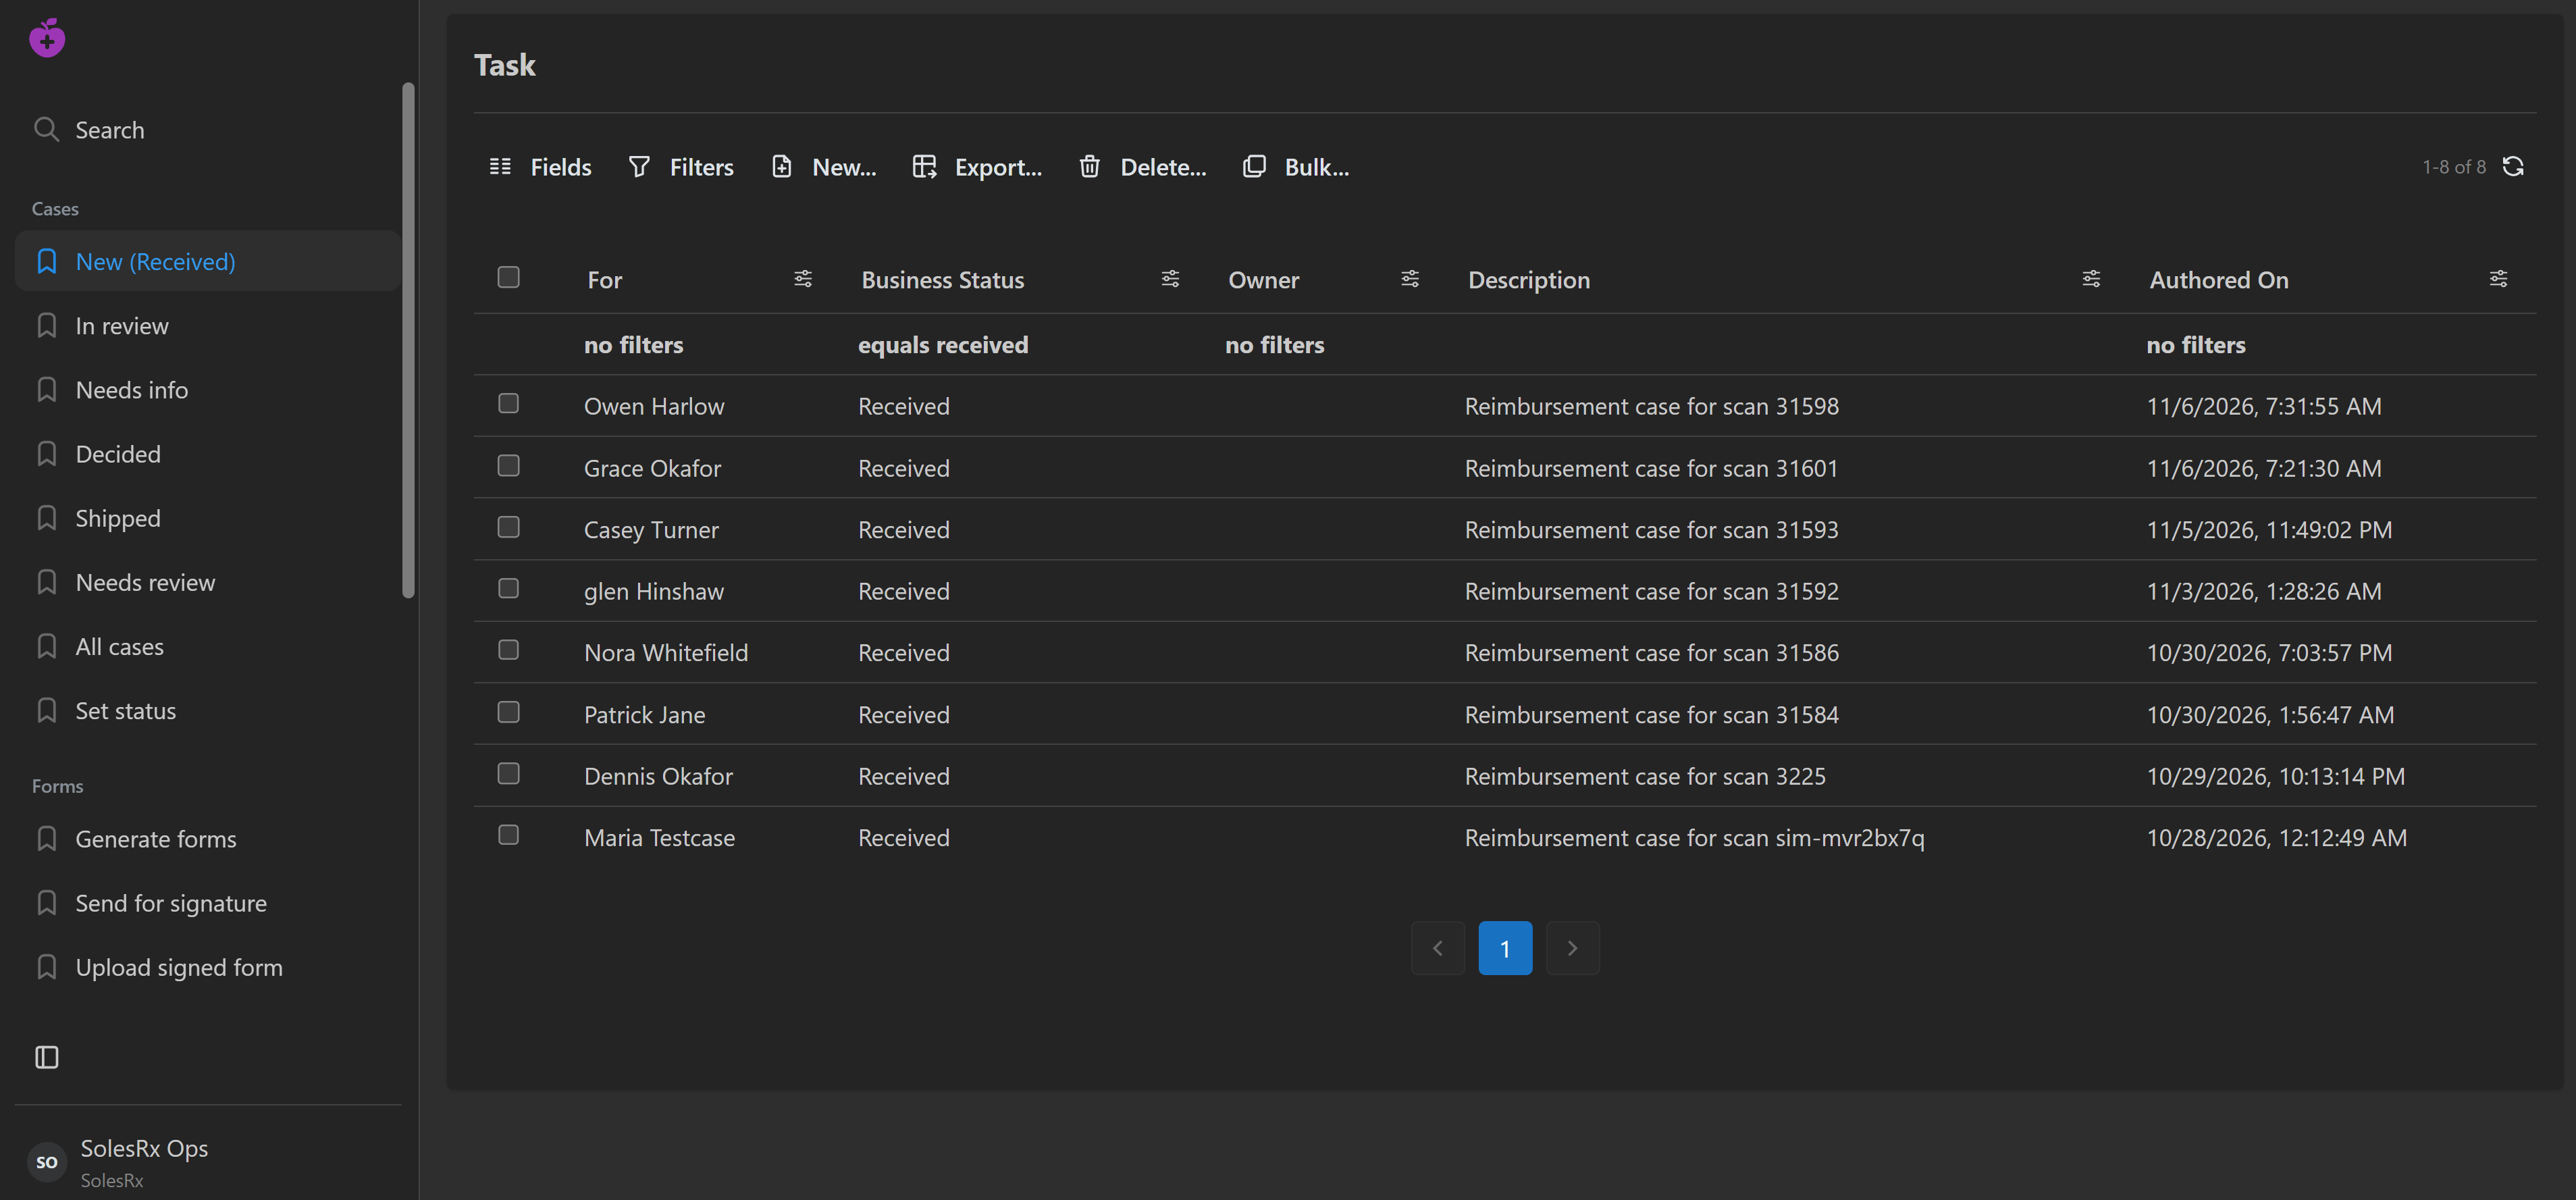 Search
Cases
New (Received)
In review
Needs info
Decided
Shipped
Needs review
All cases
Set status
Forms
Generate forms
Send for signature
Upload signed form
SO
SolesRx Ops
SolesRx
Task
Fields Filters New... Export... Delete... Bulk... 1-8 of 8
For Business Status Owner Description Authored On
no filters equals received no filters no filters
Owen Harlow Received Reimbursement case for scan 31598 11/6/2026, 7:31:55 AM
Grace Okafor Received Reimbursement case for scan 31601 11/6/2026, 7:21:30 AM
Casey Turner Received Reimbursement case for scan 31593 11/5/2026, 11:49:02 PM
glen Hinshaw Received Reimbursement case for scan 31592 11/3/2026, 1:28:26 AM
Nora Whitefield Received Reimbursement case for scan 31586 10/30/2026, 7:03:57 PM
Patrick Jane Received Reimbursement case for scan 31584 10/30/2026, 1:56:47 AM
Dennis Okafor Received Reimbursement case for scan 3225 10/29/2026, 10:13:14 PM
Maria Testcase Received Reimbursement case for scan sim-mvr2bx7q 10/28/2026, 12:12:49 AM
1